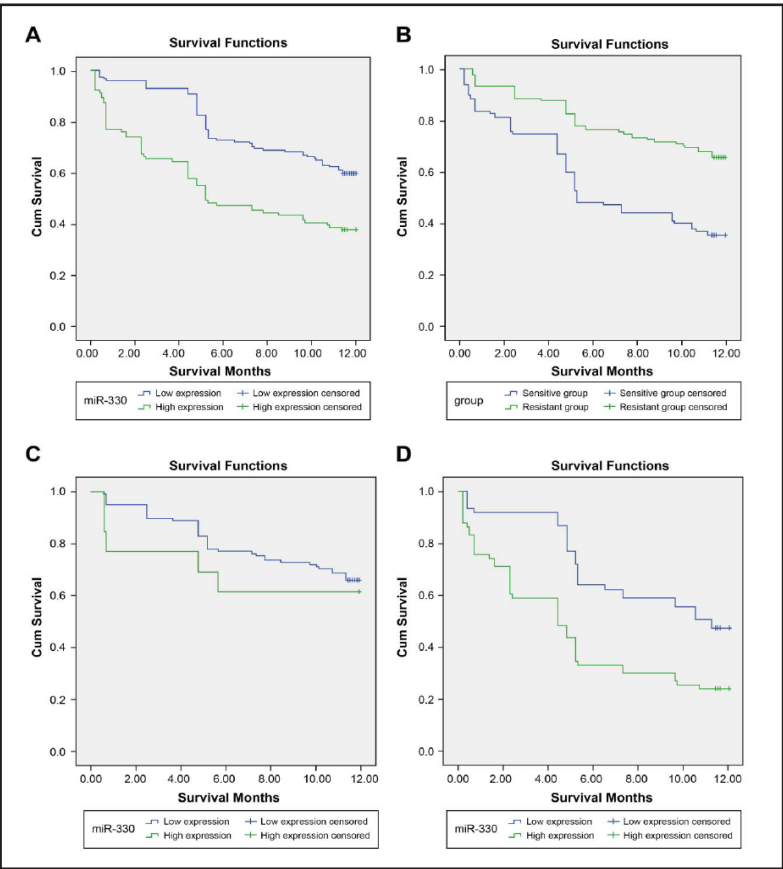 A
Survival Functions
Cum Survival
1.0
0.8
0.6
0.4
0.2
0.0
0.00 2.00 4.00 6.00 8.00 10.00 12.00
Survival Months
miR-330
Low expression
Low expression censored
High expression
High expression censored
B
Survival Functions
Cum Survival
1.0
0.8
0.6
0.4
0.2
0.0
0.00 2.00 4.00 6.00 8.00 10.00 12.00
Survival Months
group
Sensitive group
Sensitive group censored
Resistant group
Resistant group censored
C
Survival Functions
Cum Survival
1.0
0.8
0.6
0.4
0.2
0.0
0.00 2.00 4.00 6.00 8.00 10.00 12.00
Survival Months
miR-330
Low expression
Low expression censored
High expression
High expression censored
D
Survival Functions
Cum Survival
1.0
0.8
0.6
0.4
0.2
0.0
0.00 2.00 4.00 6.00 8.00 10.00 12.00
Survival Months
miR-330
Low expression
Low expression censored
High expression
High expression censored